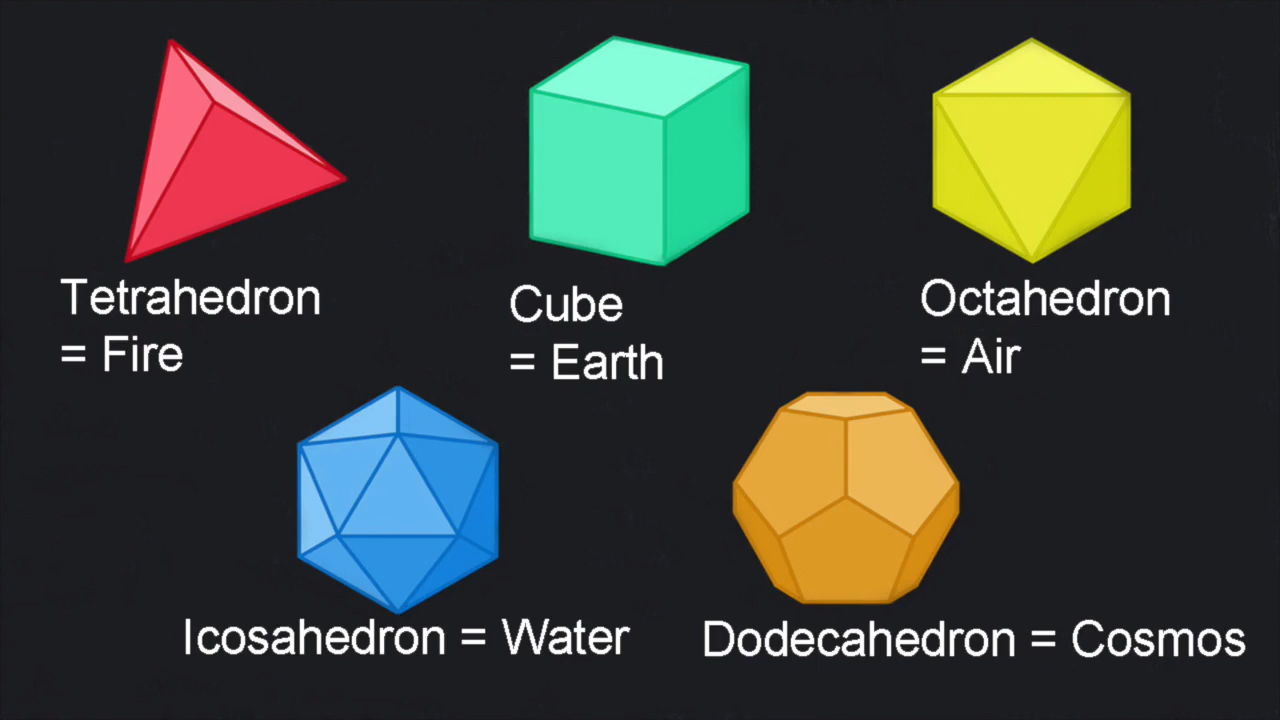 Tetrahedron
= Fire
Cube
= Earth
Octahedron
= Air
Icosahedron = Water
Dodecahedron = Cosmos